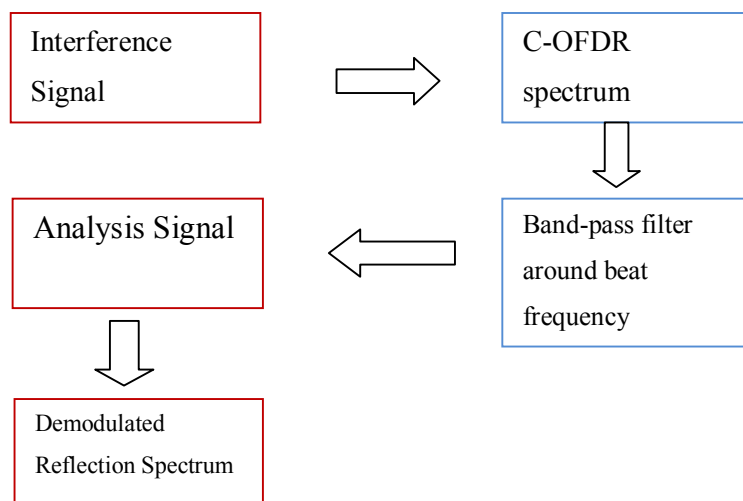 Interference
Signal
C-OFDR
spectrum
Band-pass filter
around beat
frequency
Analysis Signal
Demodulated
Reflection Spectrum